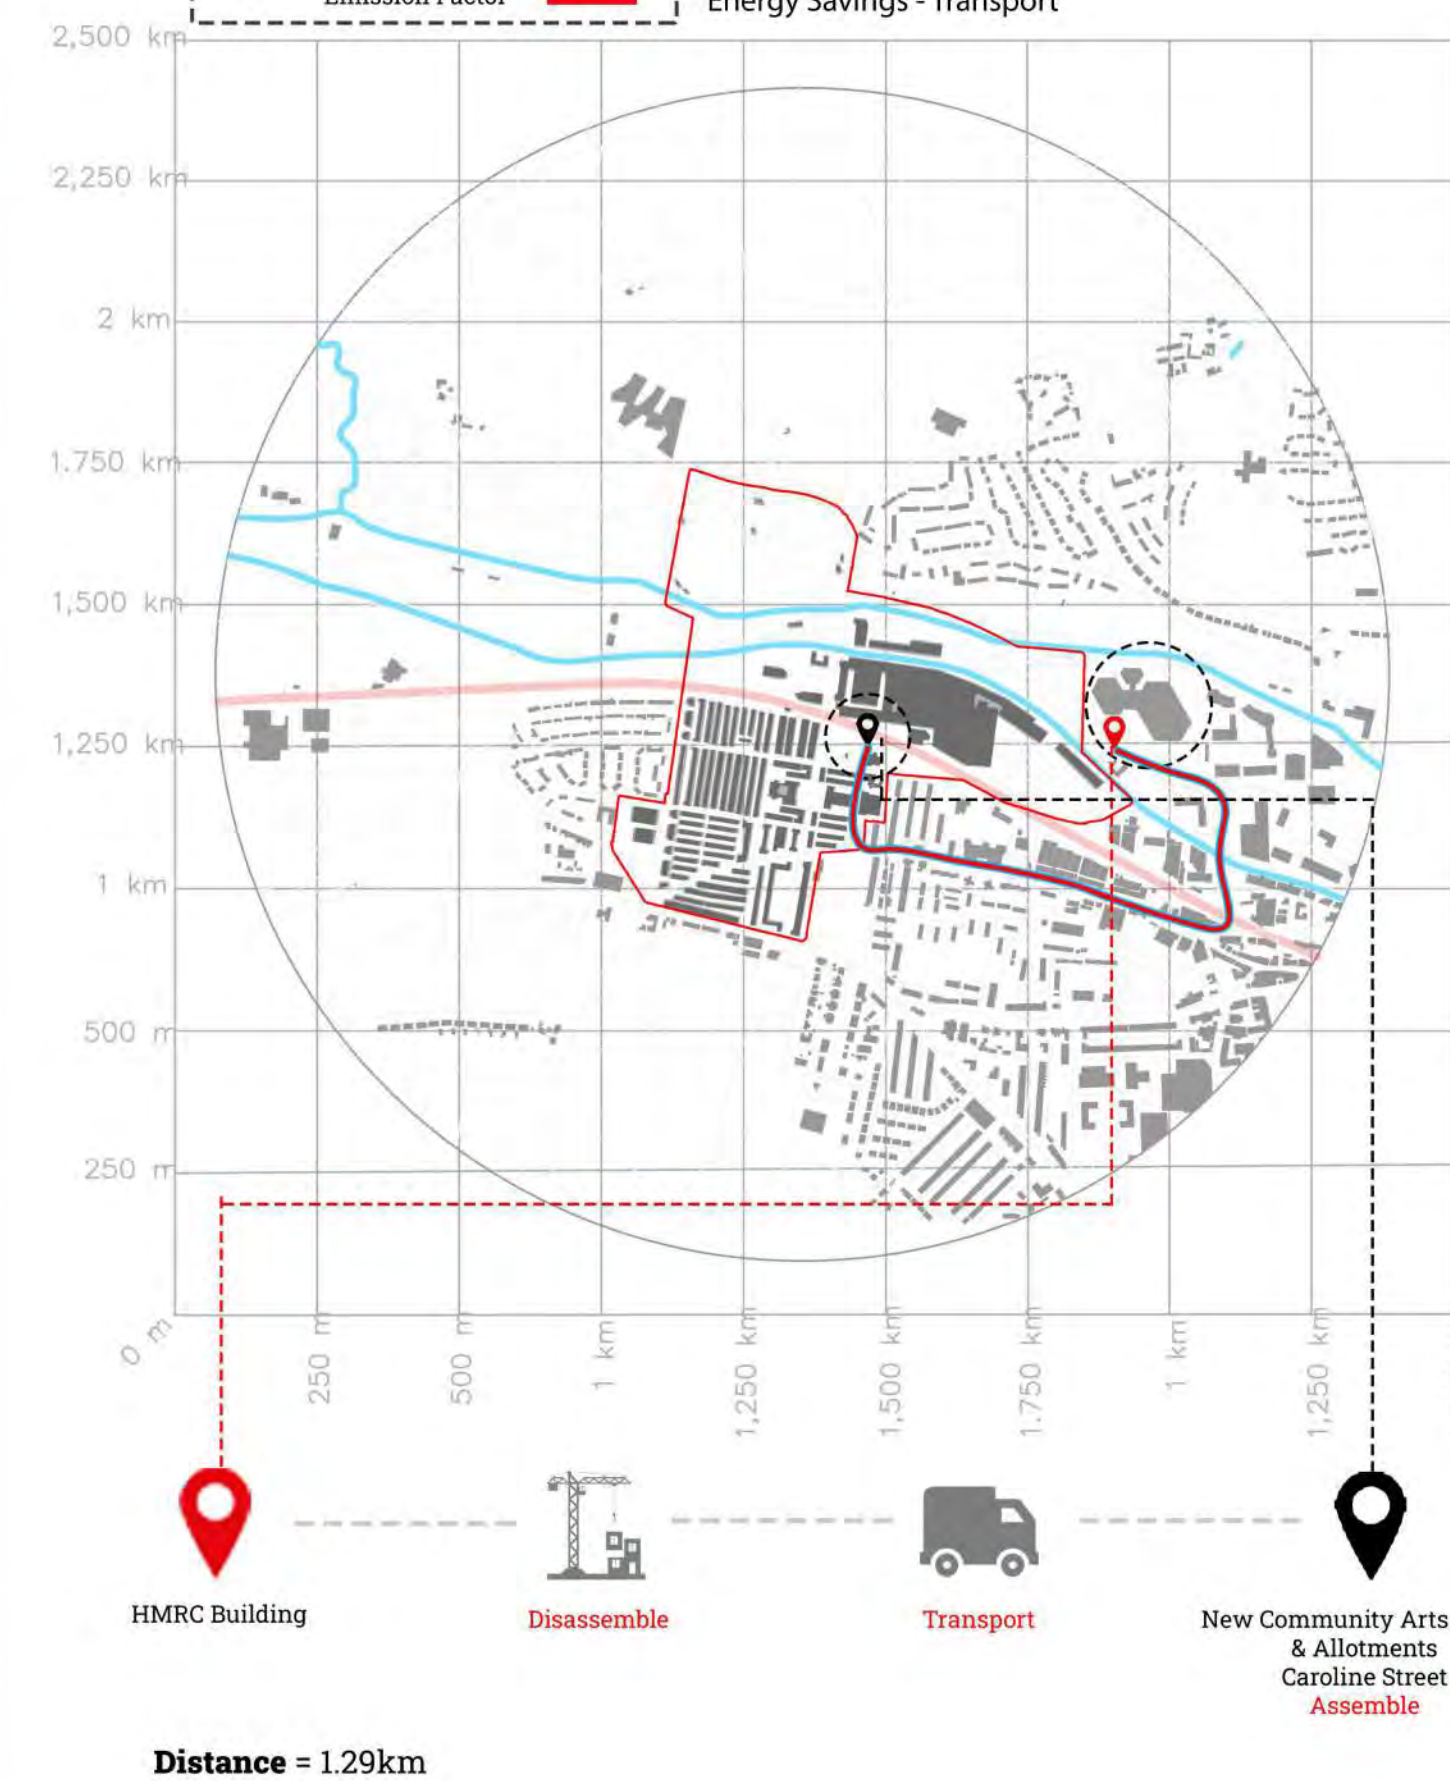 Emission Factor
Energy Savings - Transport
2,500 km
2,250 km
2 km
1.750 km
1,500 km
1,250 km
1 km
500 m
250 m
0 m
250 m
500 m
1 km
1,250 km
1,500 km
1.750 km
1 km
1,250 km
HMRC Building
Disassemble
Transport
New Community Arts
& Allotments
Caroline Street
Assemble
Distance = 1.29km